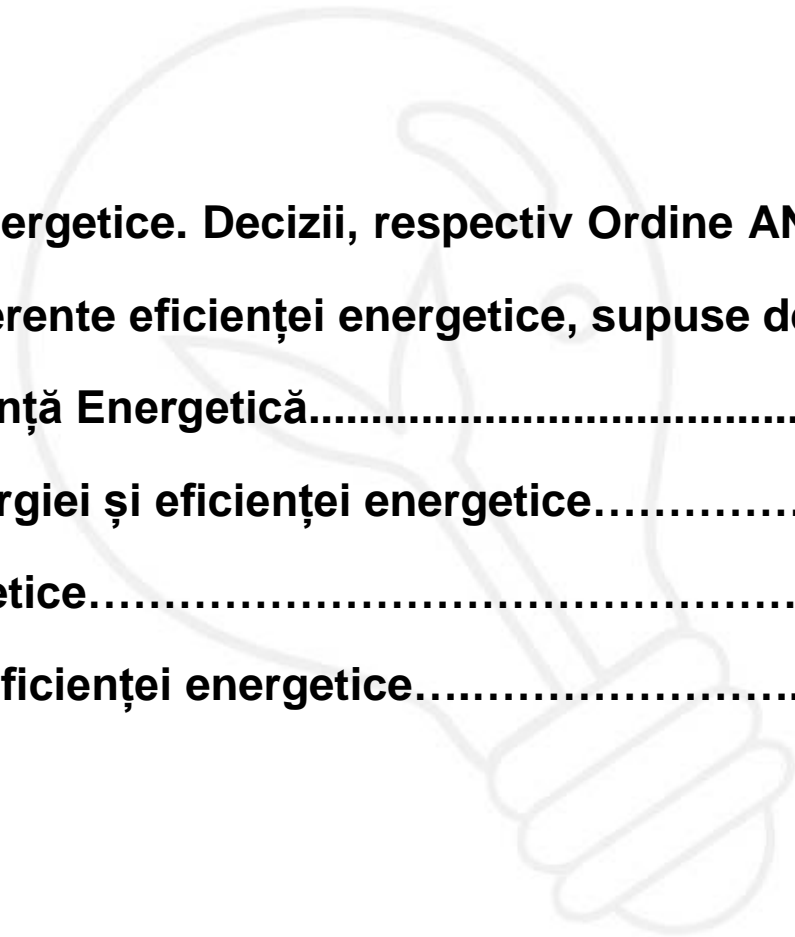 ergetice. Decizii, respectiv Ordine AN
erente eficienței energetice, supuse de
nță Energetică.......................................
rgiei și eficienței energetice……………
etice…………………………………………
ficienței energetice….…………………..